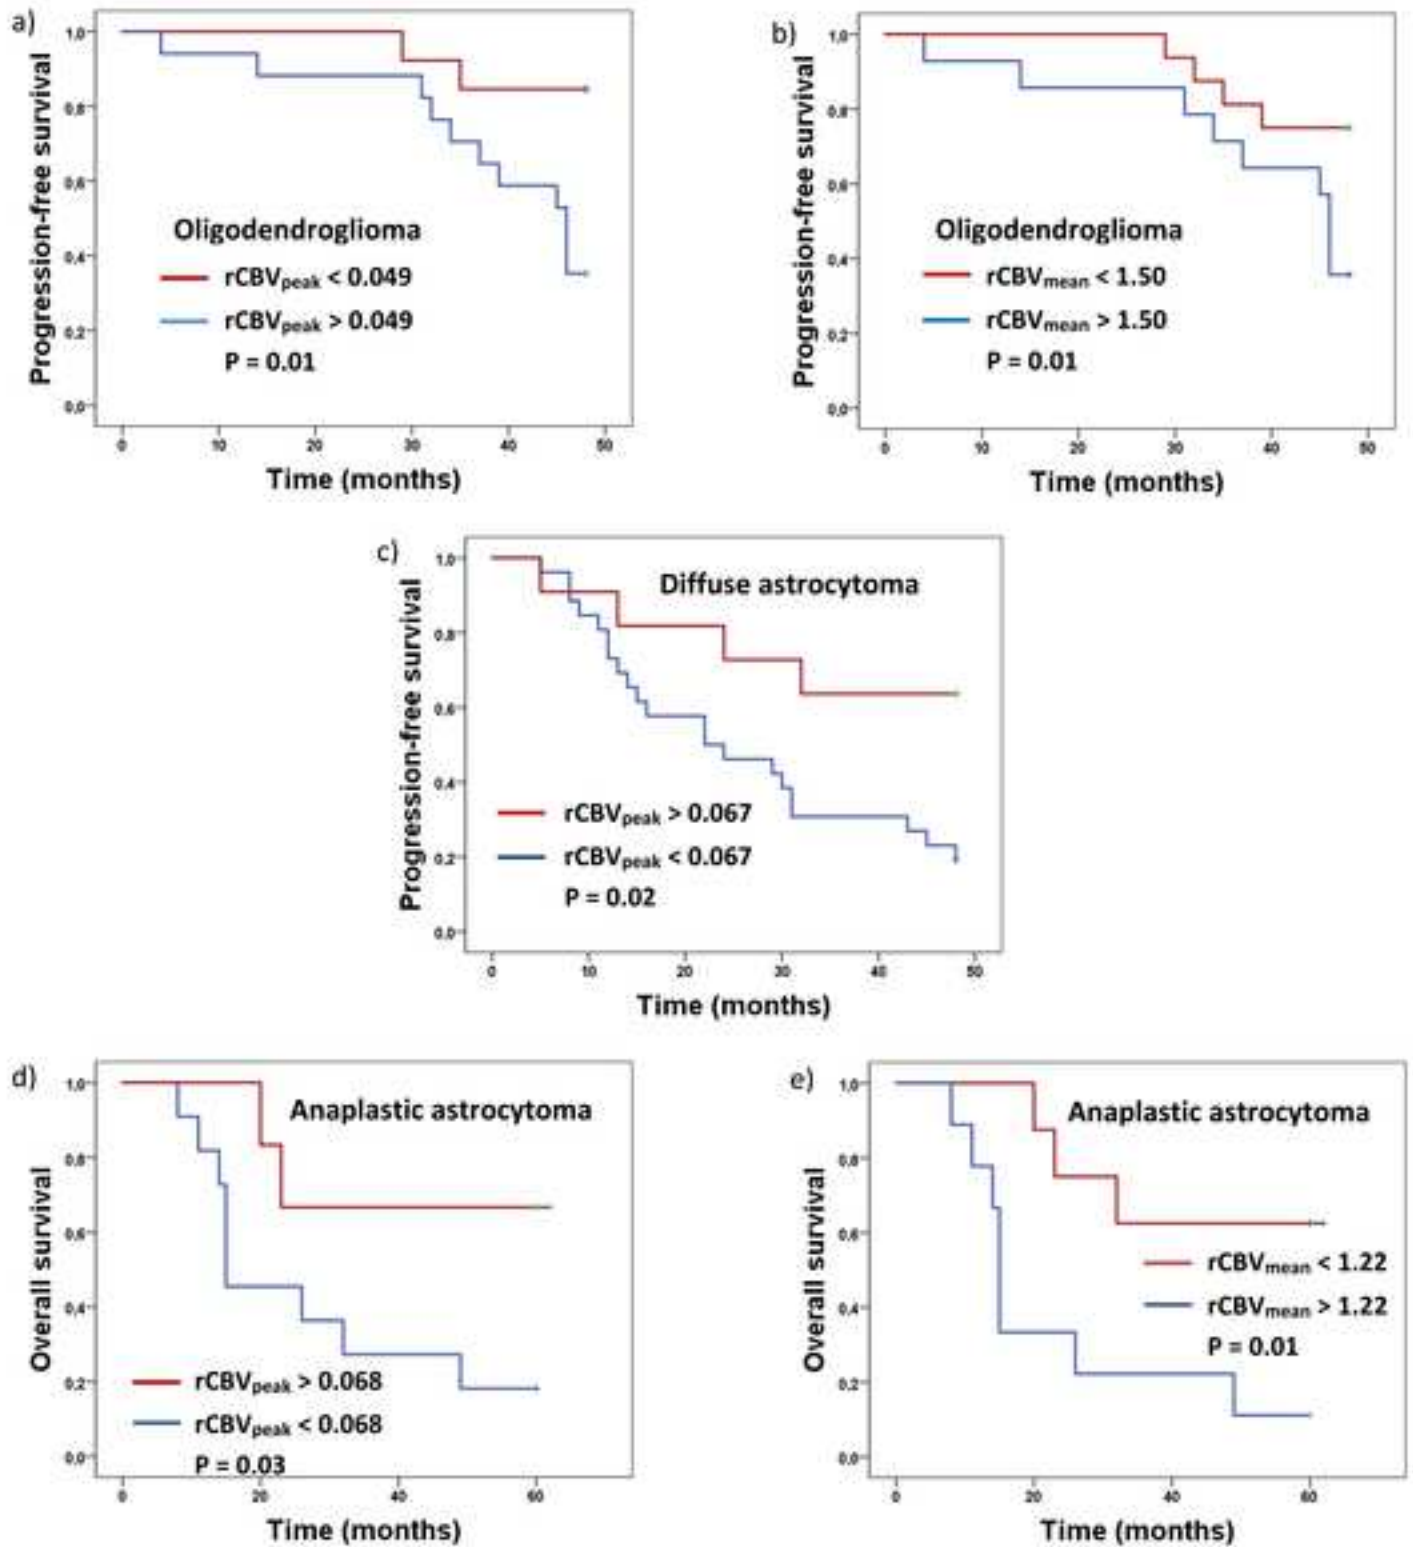 a)
Progression-free survival
1,0
0,8
0,6
0,4
0,2
0,0
Oligodendroglioma
rCBVpeak < 0.049
rCBVpeak > 0.049
P = 0.01
0 10 20 30 40 50
Time (months)
b)
Progression-free survival
1,0
0,8
0,6
0,4
0,2
0,0
Oligodendroglioma
rCBVmean < 1.50
rCBVmean > 1.50
P = 0.01
0 10 20 30 40 50
Time (months)
c)
Progression-free survival
1,0
0,8
0,6
0,4
0,2
0,0
Diffuse astrocytoma
rCBVpeak > 0.067
rCBVpeak < 0.067
P = 0.02
0 10 20 30 40 50
Time (months)
d)
Overall survival
1,0
0,8
0,6
0,4
0,2
0,0
Anaplastic astrocytoma
rCBVpeak > 0.068
rCBVpeak < 0.068
P = 0.03
0 20 40 60
Time (months)
e)
Overall survival
1,0
0,8
0,6
0,4
0,2
0,0
Anaplastic astrocytoma
rCBVmean < 1.22
rCBVmean > 1.22
P = 0.01
0 20 40 60
Time (months)